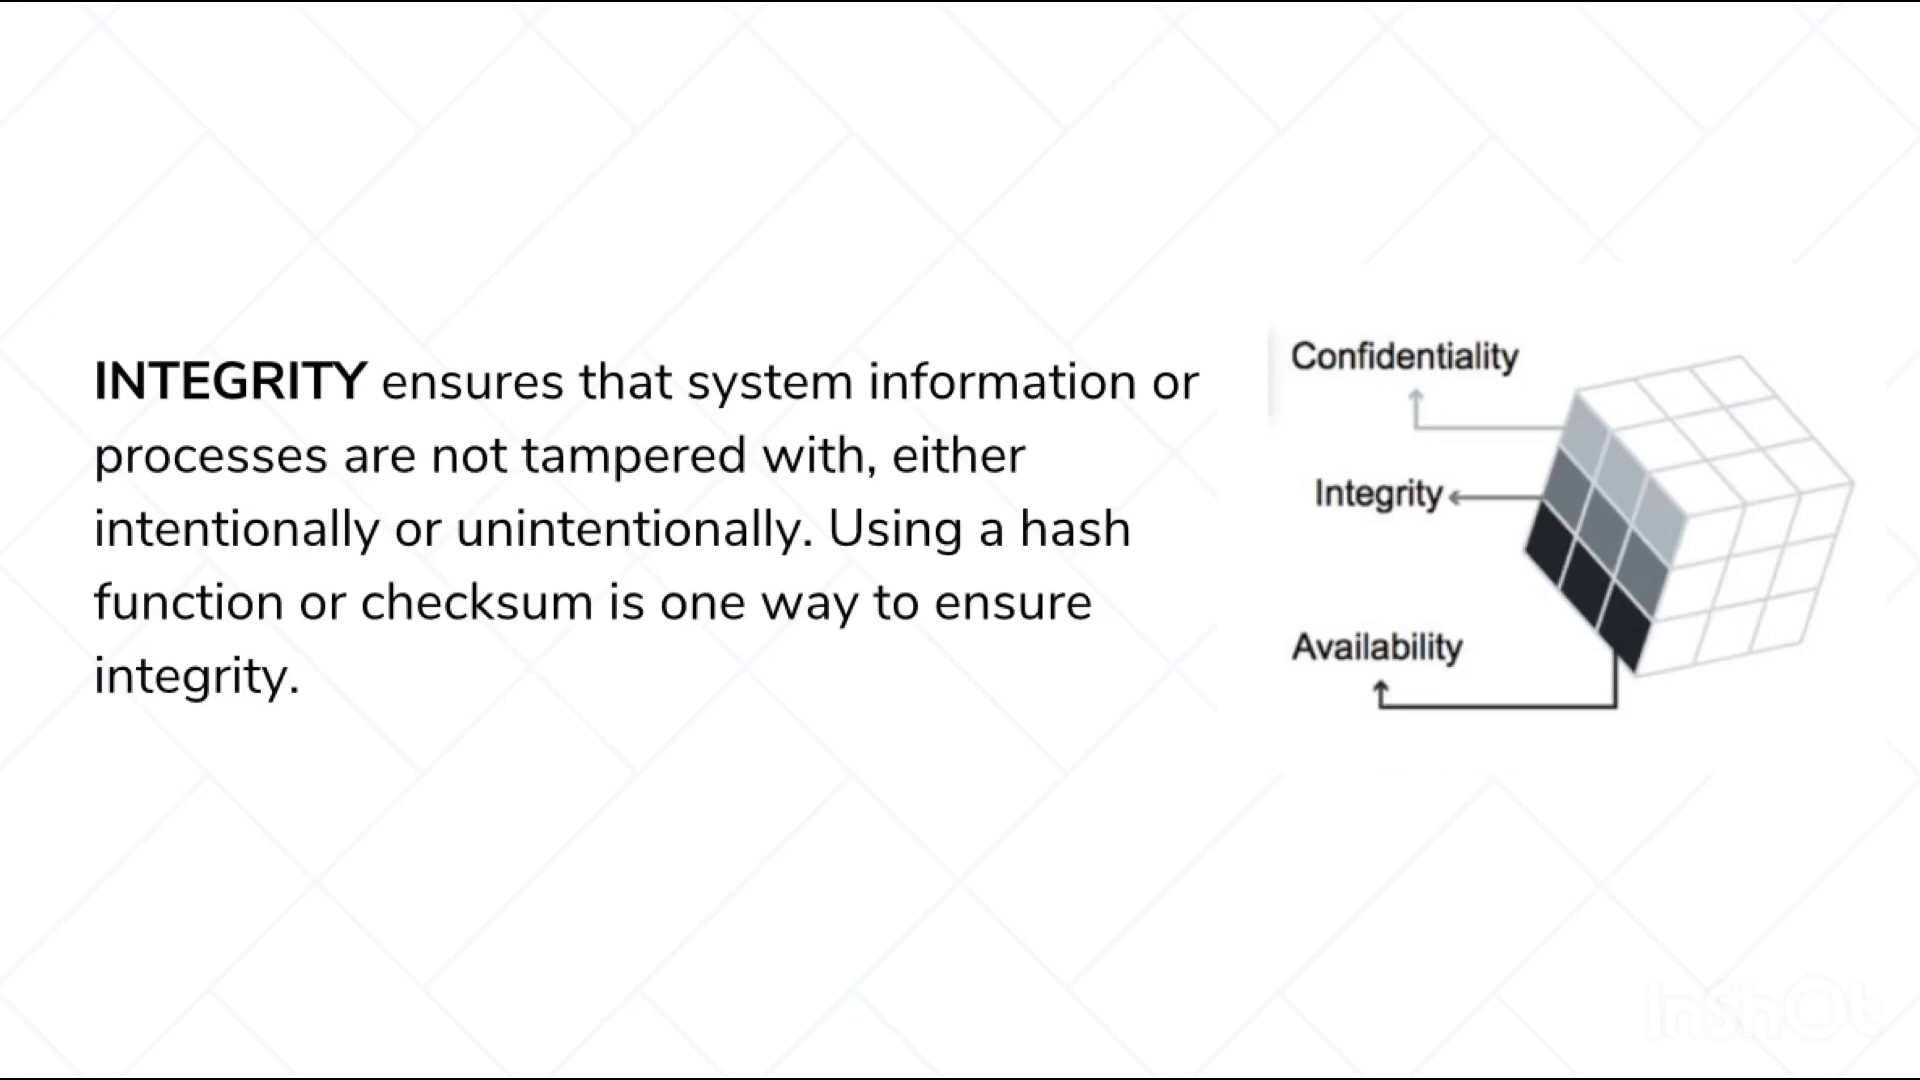 INTEGRITY ensures that system information or
processes are not tampered with, either
intentionally or unintentionally. Using a hash
function or checksum is one way to ensure
integrity.
Confidentiality
Integrity
Availability
InShOt